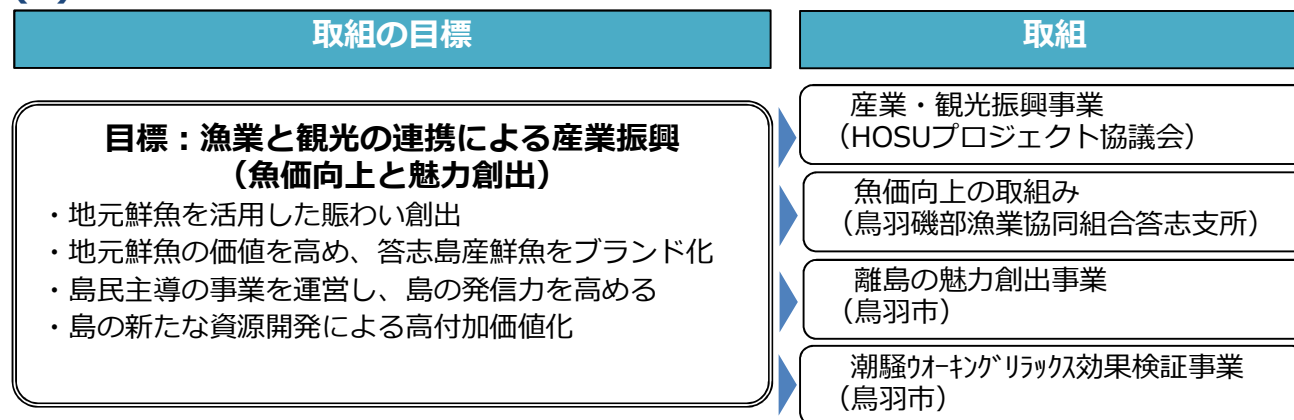 取組の目標
取組
目標：漁業と観光の連携による産業振興
（魚価向上と魅力創出）
・地元鮮魚を活用した賑わい創出
・地元鮮魚の価値を高め、答志島産鮮魚をブランド化
・島民主導の事業を運営し、島の発信力を高める
・島の新たな資源開発による高付加価値化
産業・観光振興事業
（HOSUプロジェクト協議会）
魚価向上の取組み
（鳥羽磯部漁業協同組合答志支所）
離島の魅力創出事業
（鳥羽市）
潮騒ｳｵｰｷﾝｸﾞﾘﾗｯｸｽ効果検証事業
（鳥羽市）